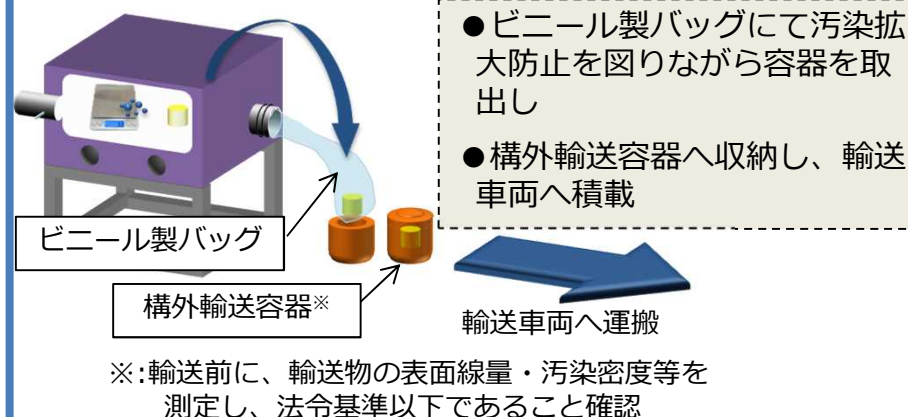 ●ビニール製バッグにて汚染拡
大防止を図りながら容器を取
出し
●構外輸送容器へ収納し、輸送
車両へ積載
ビニール製バッグ
構外輸送容器※
輸送車両へ運搬
※:輸送前に、輸送物の表面線量・汚染密度等を
測定し、法令基準以下であること確認